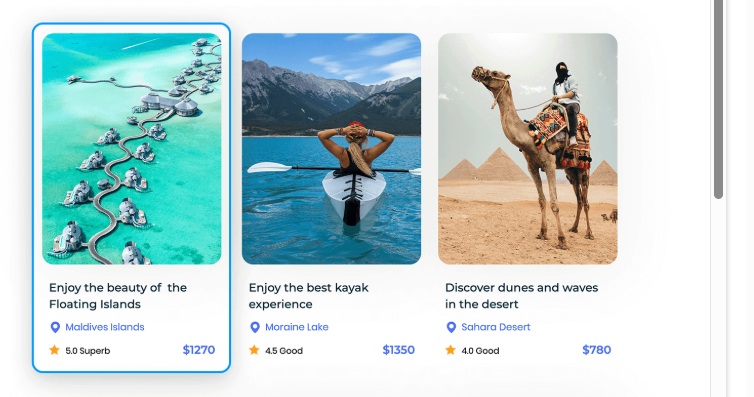 Enjoy the beauty of the
Floating Islands
Maldives Islands
5.0 Superb
$1270
Enjoy the best kayak
experience
Moraine Lake
4.5 Good
$1350
Discover dunes and waves
in the desert
Sahara Desert
4.0 Good
$780